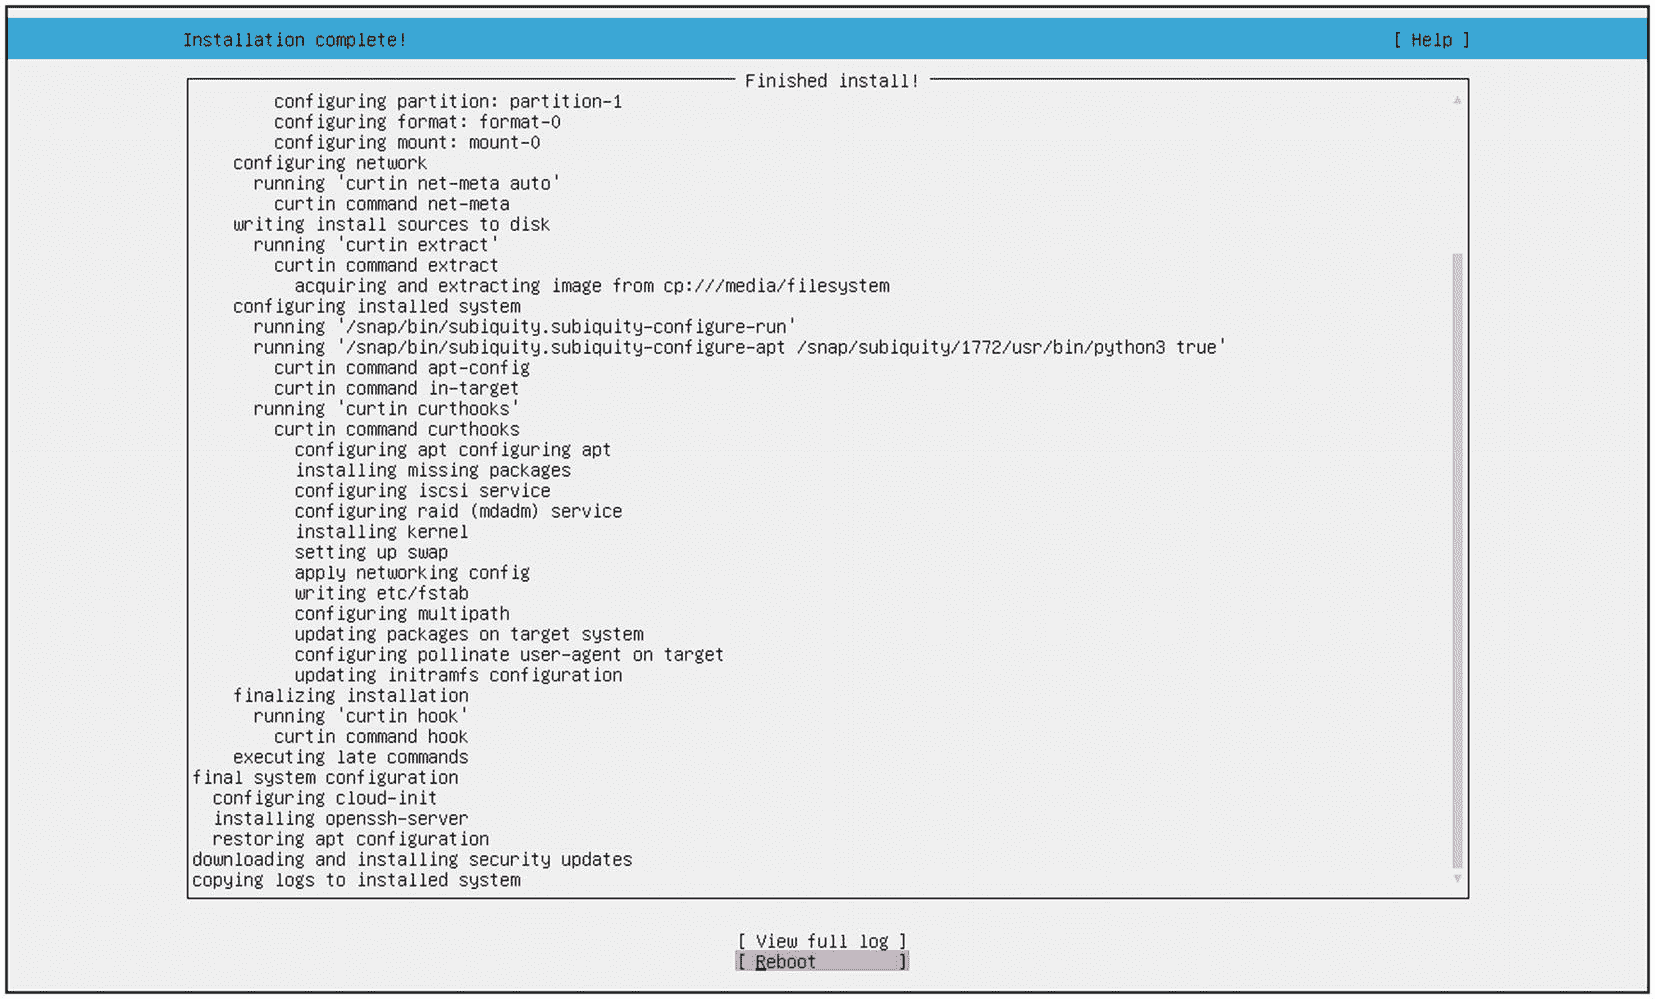 Installation complete! [ Help ]
Finished install!
configuring partition: partition-1
configuring format: format-0
configuring mount: mount-0
configuring network
running 'curtin net-meta auto'
curtin command net-meta
writing install sources to disk
running 'curtin extract'
curtin command extract
acquiring and extracting image from cp:///media/filesystem
configuring installed system
running '/snap/bin/subiquity.subiquity-configure-run'
running '/snap/bin/subiquity.subiquity-configure-apt /snap/subiquity/1772/usr/bin/python3 true'
curtin command apt-config
curtin command in-target
running 'curtin curthooks'
curtin command curthooks
configuring apt configuring apt
installing missing packages
configuring iscsi service
configuring raid (mdadm) service
installing kernel
setting up swap
apply networking config
writing etc/fstab
configuring multipath
updating packages on target system
configuring pollinate user-agent on target
updating initramfs configuration
finalizing installation
running 'curtin hook'
curtin command hook
executing late commands
final system configuration
configuring cloud-init
installing openssh-server
restoring apt configuration
downloading and installing security updates
copying logs to installed system
[ View full log ]
[ Reboot ]